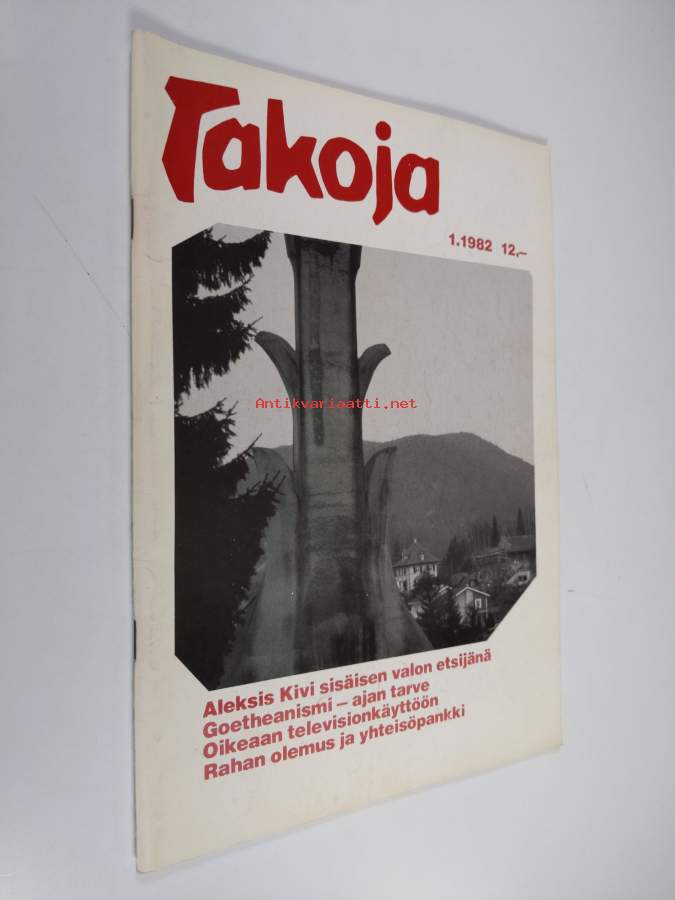 Takoja
1.1982 12,–
Antikvariaatti.net
Aleksis Kivi sisäisen valon etsijänä
Goetheanismi – ajan tarve
Oikeaan televisionkäyttöön
Rahan olemus ja yhteisöpankki